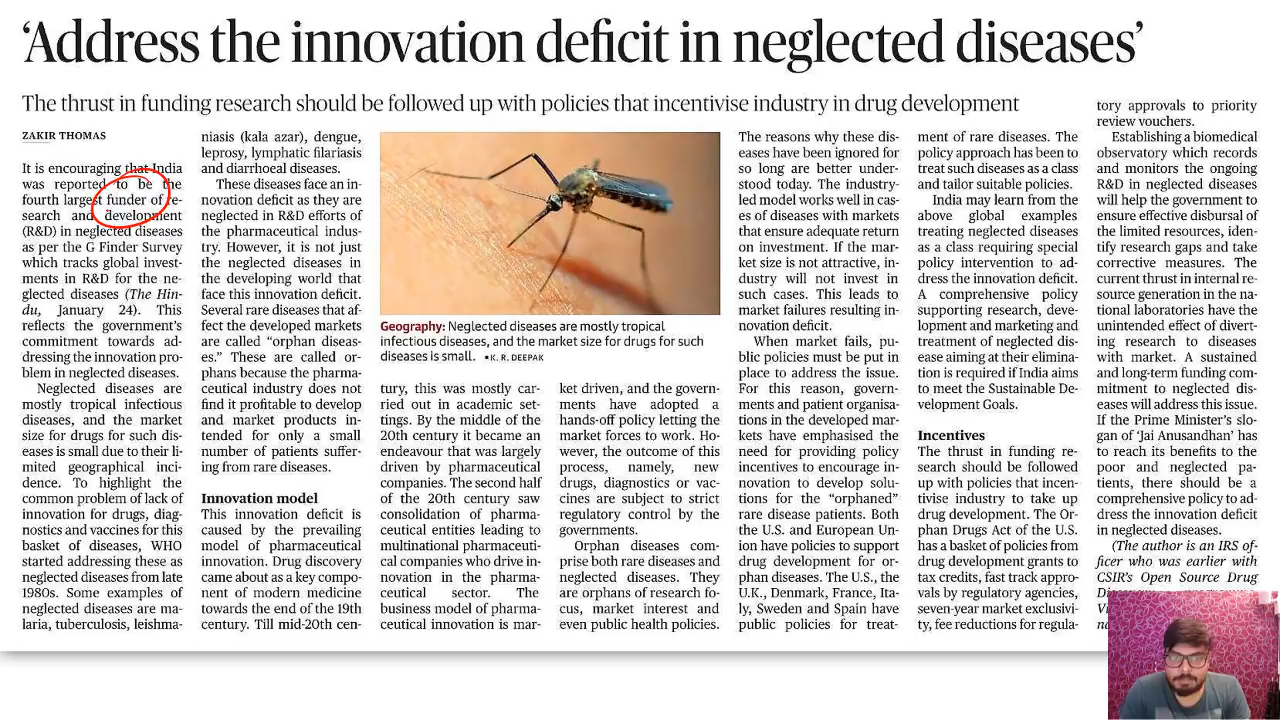 ‘Address the innovation deficit in neglected diseases’
The thrust in funding research should be followed up with policies that incentivise industry in drug development
ZAKIR THOMAS
It is encouraging that India
was reported to be the
fourth largest funder of re-
search and development
(R&D) in neglected diseases
as per the G Finder Survey
which tracks global invest-
ments in R&D for the ne-
glected diseases (The Hin-
du, January 24). This
reflects the government’s
commitment towards ad-
dressing the innovation pro-
blem in neglected diseases.
Neglected diseases are
mostly tropical infectious
diseases, and the market
size for drugs for such dis-
eases is small due to their li-
mited geographical inci-
dence. To highlight the
common problem of lack of
innovation for drugs, diag-
nostics and vaccines for this
basket of diseases, WHO
started addressing these as
neglected diseases from late
1980s. Some examples of
neglected diseases are ma-
laria, tuberculosis, leishma-
niasis (kala azar), dengue,
leprosy, lymphatic filariasis
and diarrhoeal diseases.
These diseases face an in-
novation deficit as they are
neglected in R&D efforts of
the pharmaceutical indus-
try. However, it is not just
the neglected diseases in
the developing world that
face this innovation deficit.
Several rare diseases that af-
fect the developed markets
are called “orphan diseas-
es.” These are called or-
phans because the pharma-
ceutical industry does not
find it profitable to develop
and market products in-
tended for only a small
number of patients suffer-
ing from rare diseases.
Innovation model
This innovation deficit is
caused by the prevailing
model of pharmaceutical
innovation. Drug discovery
came about as a key compo-
nent of modern medicine
towards the end of the 19th
century. Till mid-20th cen-
Geography: Neglected diseases are mostly tropical
infectious diseases, and the market size for drugs for such
diseases is small. ▪K. R. DEEPAK
tury, this was mostly car-
ried out in academic set-
tings. By the middle of the
20th century it became an
endeavour that was largely
driven by pharmaceutical
companies. The second half
of the 20th century saw
consolidation of pharma-
ceutical entities leading to
multinational pharmaceuti-
cal companies who drive in-
novation in the pharma-
ceutical sector. The
business model of pharma-
ceutical innovation is mar-
ket driven, and the govern-
ments have adopted a
hands-off policy letting the
market forces to work. Ho-
wever, the outcome of this
process, namely, new
drugs, diagnostics or vac-
cines are subject to strict
regulatory control by the
governments.
Orphan diseases com-
prise both rare diseases and
neglected diseases. They
are orphans of research fo-
cus, market interest and
even public health policies.
The reasons why these dis-
eases have been ignored for
so long are better under-
stood today. The industry-
led model works well in cas-
es of diseases with markets
that ensure adequate return
on investment. If the mar-
ket size is not attractive, in-
dustry will not invest in
such cases. This leads to
market failures resulting in-
novation deficit.
When market fails, pu-
blic policies must be put in
place to address the issue.
For this reason, govern-
ments and patient organisa-
tions in the developed mar-
kets have emphasised the
need for providing policy
incentives to encourage in-
novation to develop solu-
tions for the “orphaned”
rare disease patients. Both
the U.S. and European Un-
ion have policies to support
drug development for or-
phan diseases. The U.S., the
U.K., Denmark, France, Ita-
ly, Sweden and Spain have
public policies for treat-
ment of rare diseases. The
policy approach has been to
treat such diseases as a class
and tailor suitable policies.
India may learn from the
above global examples
treating neglected diseases
as a class requiring special
policy intervention to ad-
dress the innovation deficit.
A comprehensive policy
supporting research, deve-
lopment and marketing and
treatment of neglected dis-
ease aiming at their elimina-
tion is required if India aims
to meet the Sustainable De-
velopment Goals.
Incentives
The thrust in funding re-
search should be followed
up with policies that incen-
tivise industry to take up
drug development. The Or-
phan Drugs Act of the U.S.
has a basket of policies from
drug development grants to
tax credits, fast track appro-
vals by regulatory agencies,
seven-year market exclusivi-
ty, fee reductions for regula-
tory approvals to priority
review vouchers.
Establishing a biomedical
observatory which records
and monitors the ongoing
R&D in neglected diseases
will help the government to
ensure effective disbursal of
the limited resources, iden-
tify research gaps and take
corrective measures. The
current thrust in internal re-
source generation in the na-
tional laboratories have the
unintended effect of divert-
ing research to diseases
with market. A sustained
and long-term funding com-
mitment to neglected dis-
eases will address this issue.
If the Prime Minister’s slo-
gan of ‘Jai Anusandhan’ has
to reach its benefits to the
poor and neglected pa-
tients, there should be a
comprehensive policy to ad-
dress the innovation deficit
in neglected diseases.
(The author is an IRS of-
ficer who was earlier with
CSIR’s Open Source Drug